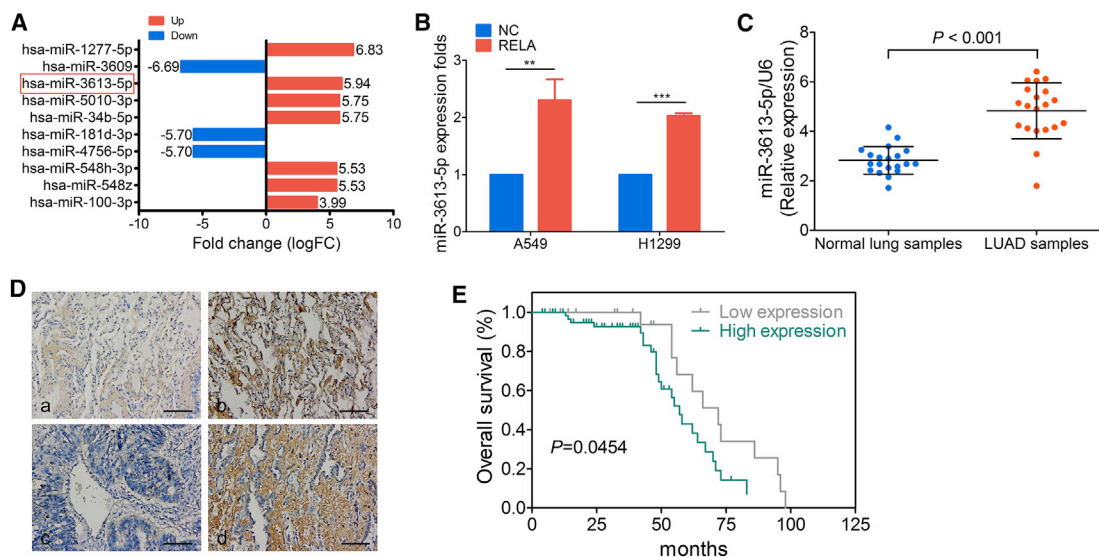 A
Up
Down
hsa-miR-1277-5p
6.83
hsa-miR-3609
-6.69
hsa-miR-3613-5p
5.94
hsa-miR-5010-3p
5.75
hsa-miR-34b-5p
5.75
hsa-miR-181d-3p
-5.70
hsa-miR-4756-5p
-5.70
hsa-miR-548h-3p
5.53
hsa-miR-548z
5.53
hsa-miR-100-3p
3.99
-10 -5 0 5 10
Fold change (logFC)
B
NC
RELA
miR-3613-5p expression folds
3
2
1
0
**
***
A549 H1299
C
miR-3613-5p/U6
(Relative expression)
8
6
4
2
0
P < 0.001
Normal lung samples LUAD samples
D
a
b
c
d
E
Overall survival (%)
1.0
0.8
0.6
0.4
0.2
0.0
Low expression
High expression
P=0.0454
0 25 50 75 100 125
months